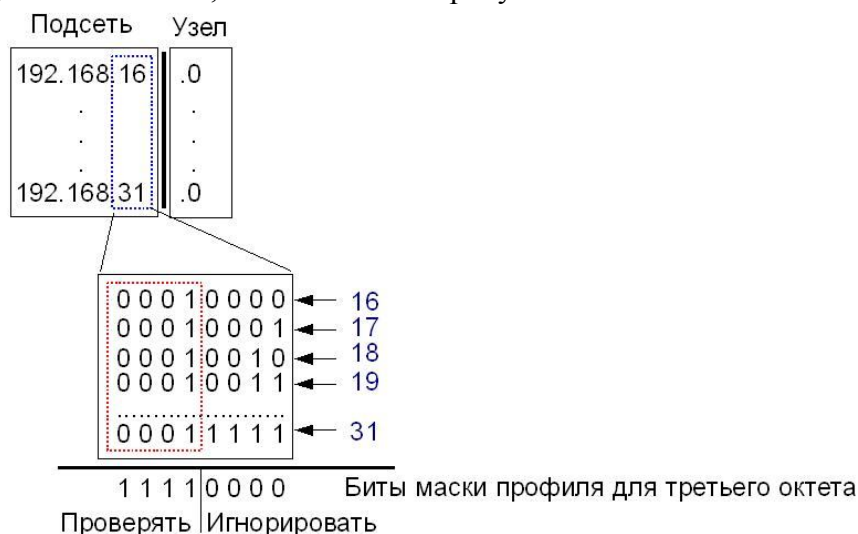 Подсеть Узел
192.168.16 .0
.
.
.
192.168.31 .0
0 0 0 1 0 0 0 0 16
0 0 0 1 0 0 0 1 17
0 0 0 1 0 0 1 0 18
0 0 0 1 0 0 1 1 19
0 0 0 1 1 1 1 1 31
1 1 1 1 0 0 0 0 Биты маски профиля для третьего октета
Проверять Игнорировать